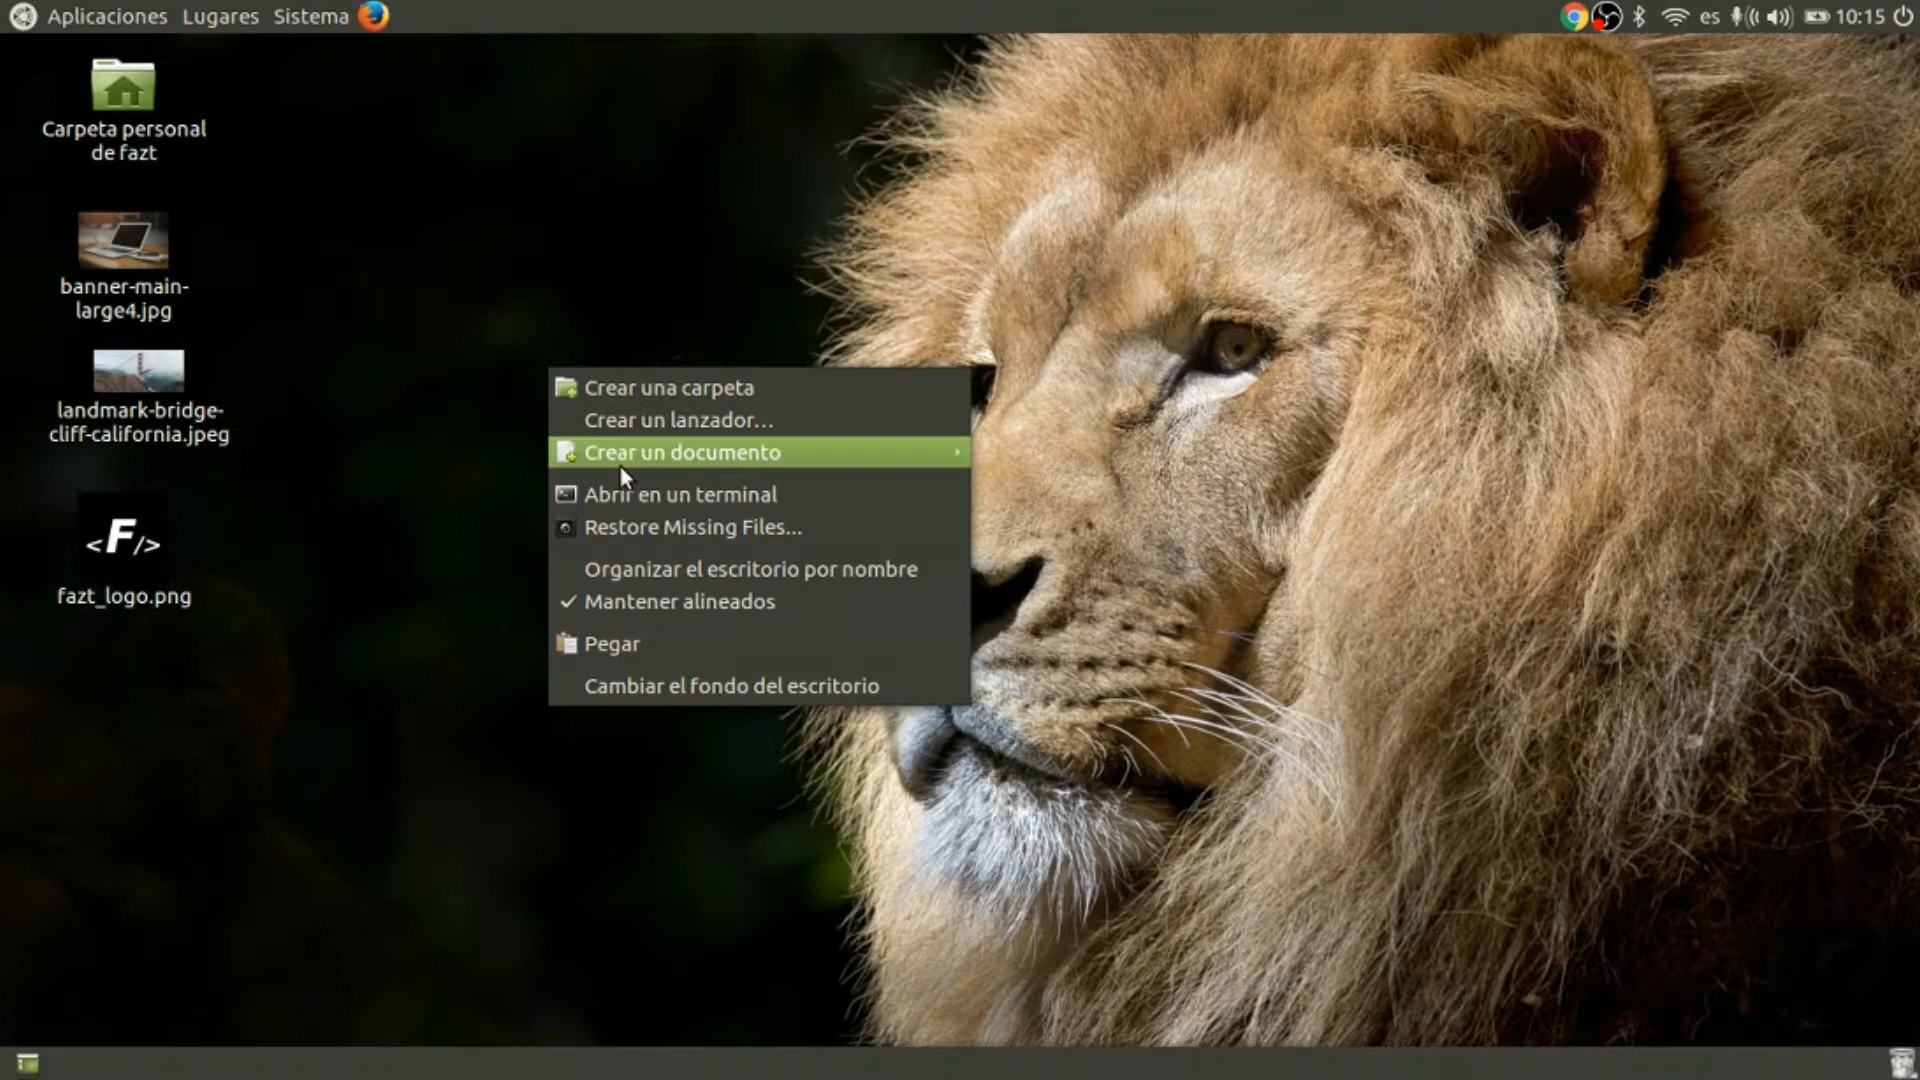 Aplicaciones Lugares Sistema
es 10:15
Carpeta personal
de fazt
banner-main-
large4.jpg
landmark-bridge-
cliff-california.jpeg
<F/>
fazt_logo.png
Crear una carpeta
Crear un lanzador...
Crear un documento
Abrir en un terminal
Restore Missing Files...
Organizar el escritorio por nombre
Mantener alineados
Pegar
Cambiar el fondo del escritorio